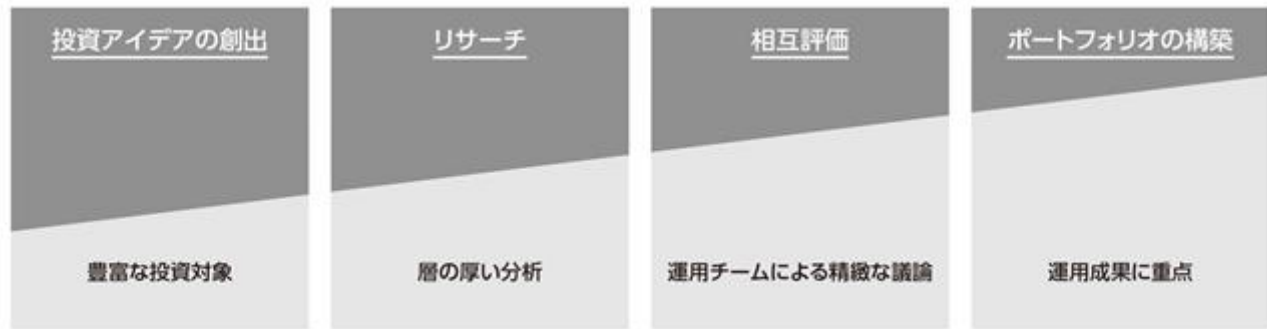 投資アイデアの創出
リサーチ
相互評価
ポートフォリオの構築
豊富な投資対象
層の厚い分析
運用チームによる精緻な議論
運用成果に重点